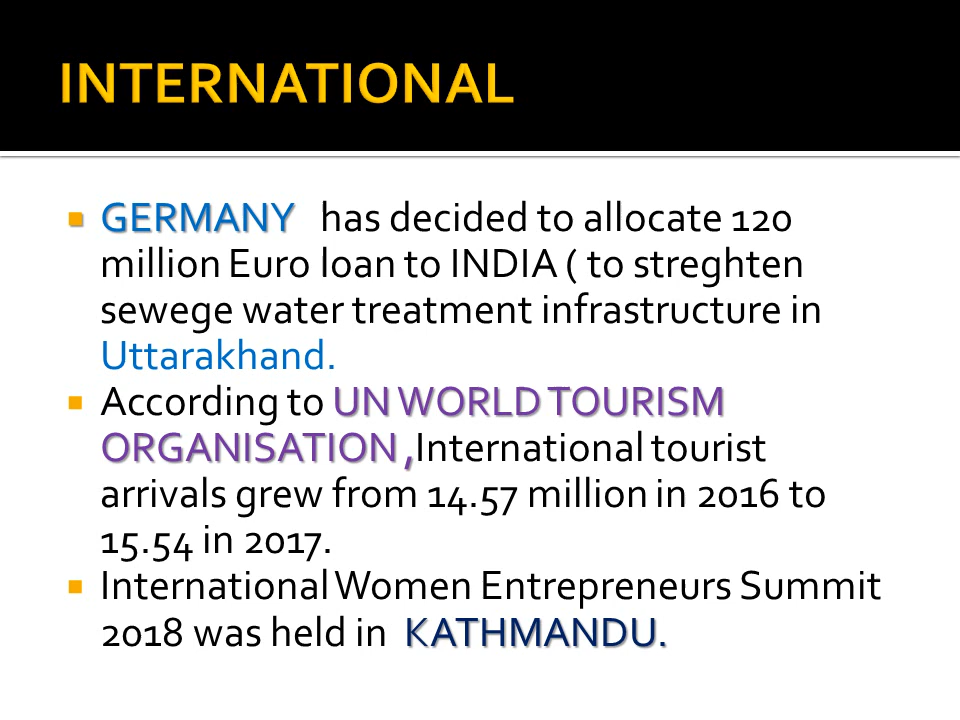 INTERNATIONAL
GERMANY has decided to allocate 120
million Euro loan to INDIA ( to streghten
sewege water treatment infrastructure in
Uttarakhand.
According to UN WORLD TOURISM
ORGANISATION ,International tourist
arrivals grew from 14.57 million in 2016 to
15.54 in 2017.
International Women Entrepreneurs Summit
2018 was held in KATHMANDU.